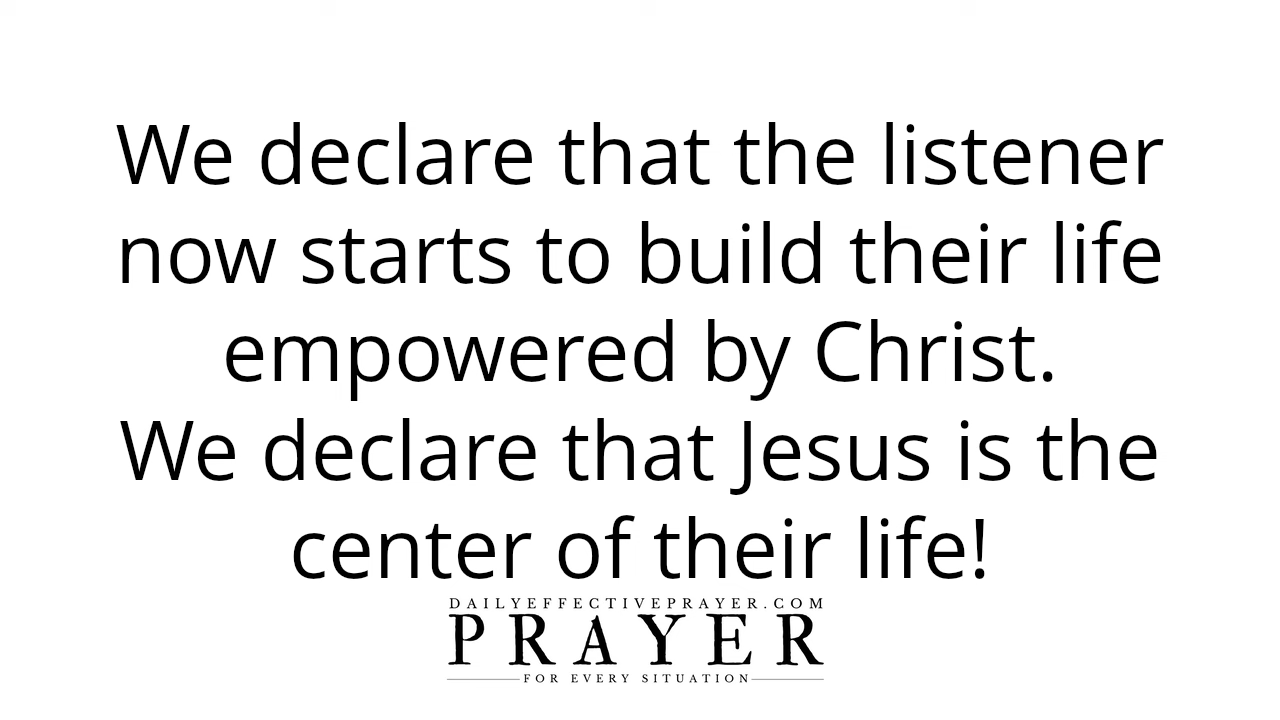 We declare that the listener
now starts to build their life
empowered by Christ.
We declare that Jesus is the
center of their life!
DAILYEFFECTIVEPRAYER.COM
PRAYER
FOR EVERY SITUATION